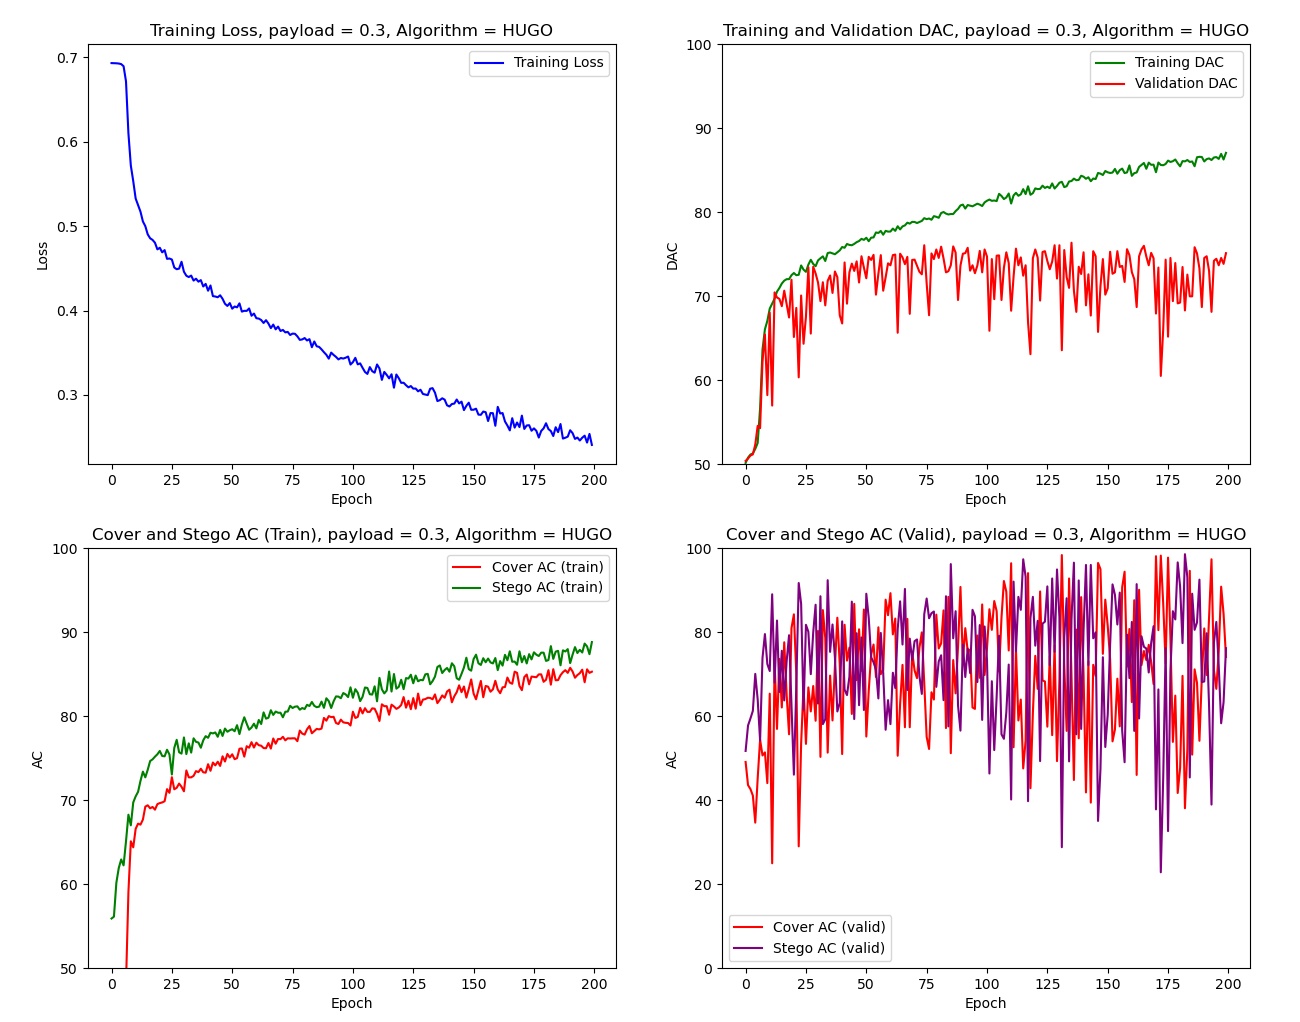 Training Loss, payload = 0.3, Algorithm = HUGO
0.7
0.6
0.5
0.4
0.3
Loss
Training Loss
0 25 50 75 100 125 150 175 200
Epoch
Training and Validation DAC, payload = 0.3, Algorithm = HUGO
100
90
80
70
60
50
DAC
Training DAC
Validation DAC
0 25 50 75 100 125 150 175 200
Epoch
Cover and Stego AC (Train), payload = 0.3, Algorithm = HUGO
100
90
80
70
60
50
AC
Cover AC (train)
Stego AC (train)
0 25 50 75 100 125 150 175 200
Epoch
Cover and Stego AC (Valid), payload = 0.3, Algorithm = HUGO
100
80
60
40
20
0
AC
Cover AC (valid)
Stego AC (valid)
0 25 50 75 100 125 150 175 200
Epoch